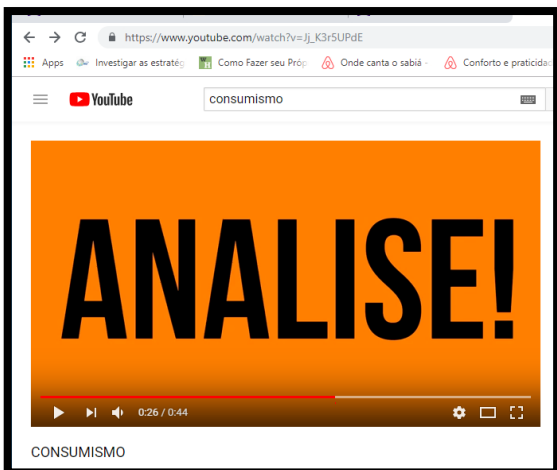 https://www.youtube.com/watch?v=Jj_K3r5UPdE
Apps Investigar as estratég Como Fazer seu Próp Onde canta o sabiá - Conforto e praticidad
YouTube consumismo
ANALISE!
0:26 / 0:44
CONSUMISMO